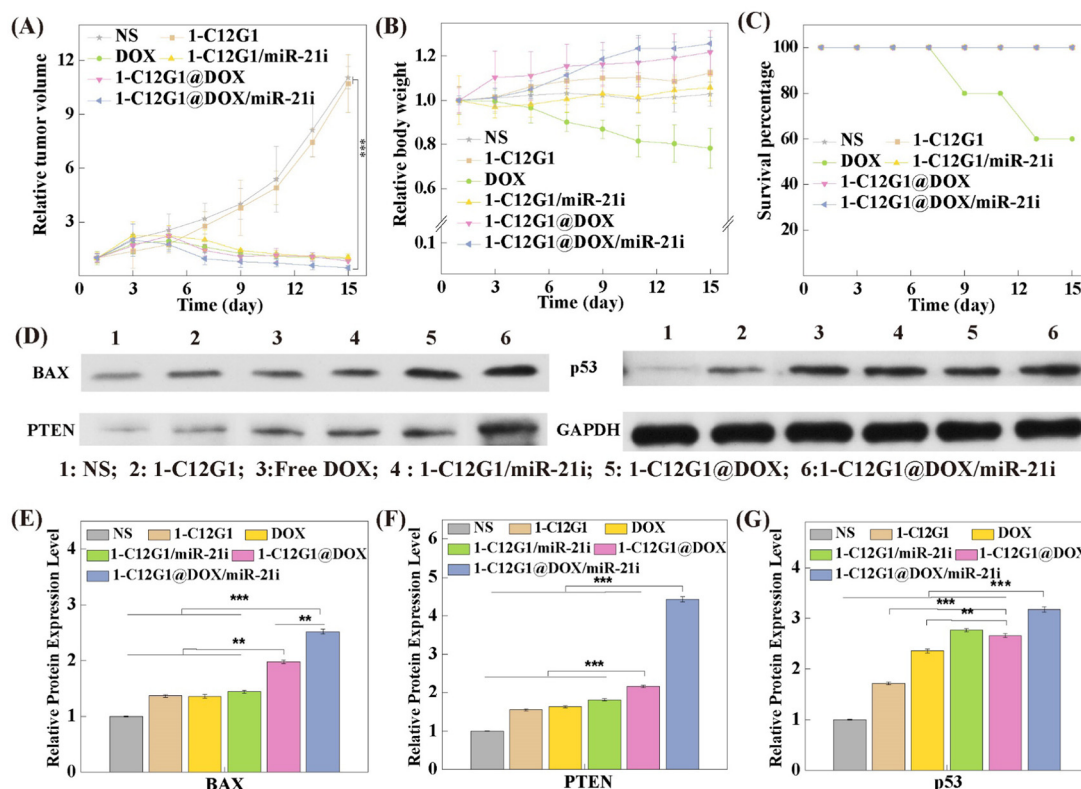 (A)
NS 1-C12G1
DOX 1-C12G1/miR-21i
1-C12G1@DOX
1-C12G1@DOX/miR-21i
Relative tumor volume
11
9
6
3
***
0 3 6 9 12 15
Time (day)
(B)
Relative body weight
1.2
1.0
0.8
0.6
0.1
NS
1-C12G1
DOX
1-C12G1/miR-21i
1-C12G1@DOX
1-C12G1@DOX/miR-21i
0 3 6 9 12 15
Time (day)
(C)
Survival percentage
100
80
60
40
20
NS 1-C12G1
DOX 1-C12G1/miR-21i
1-C12G1@DOX
1-C12G1@DOX/miR-21i
0 3 6 9 12 15
Time (day)
(D)
1 2 3 4 5 6
BAX
PTEN
1 2 3 4 5 6
p53
GAPDH
1: NS; 2: 1-C12G1; 3:Free DOX; 4 : 1-C12G1/miR-21i; 5: 1-C12G1@DOX; 6:1-C12G1@DOX/miR-21i
(E)
Relative Protein Expression Level
4
3
2
1
0
NS 1-C12G1 DOX
1-C12G1/miR-21i 1-C12G1@DOX
1-C12G1@DOX/miR-21i
***
**
**
BAX
(F)
Relative Protein Expression Level
6
5
4
3
2
1
0
NS 1-C12G1 DOX
1-C12G1/miR-21i 1-C12G1@DOX
1-C12G1@DOX/miR-21i
***
***
PTEN
(G)
Relative Protein Expression Level
4
3
2
1
0
NS 1-C12G1 DOX
1-C12G1/miR-21i 1-C12G1@DOX
1-C12G1@DOX/miR-21i
***
***
**
p53